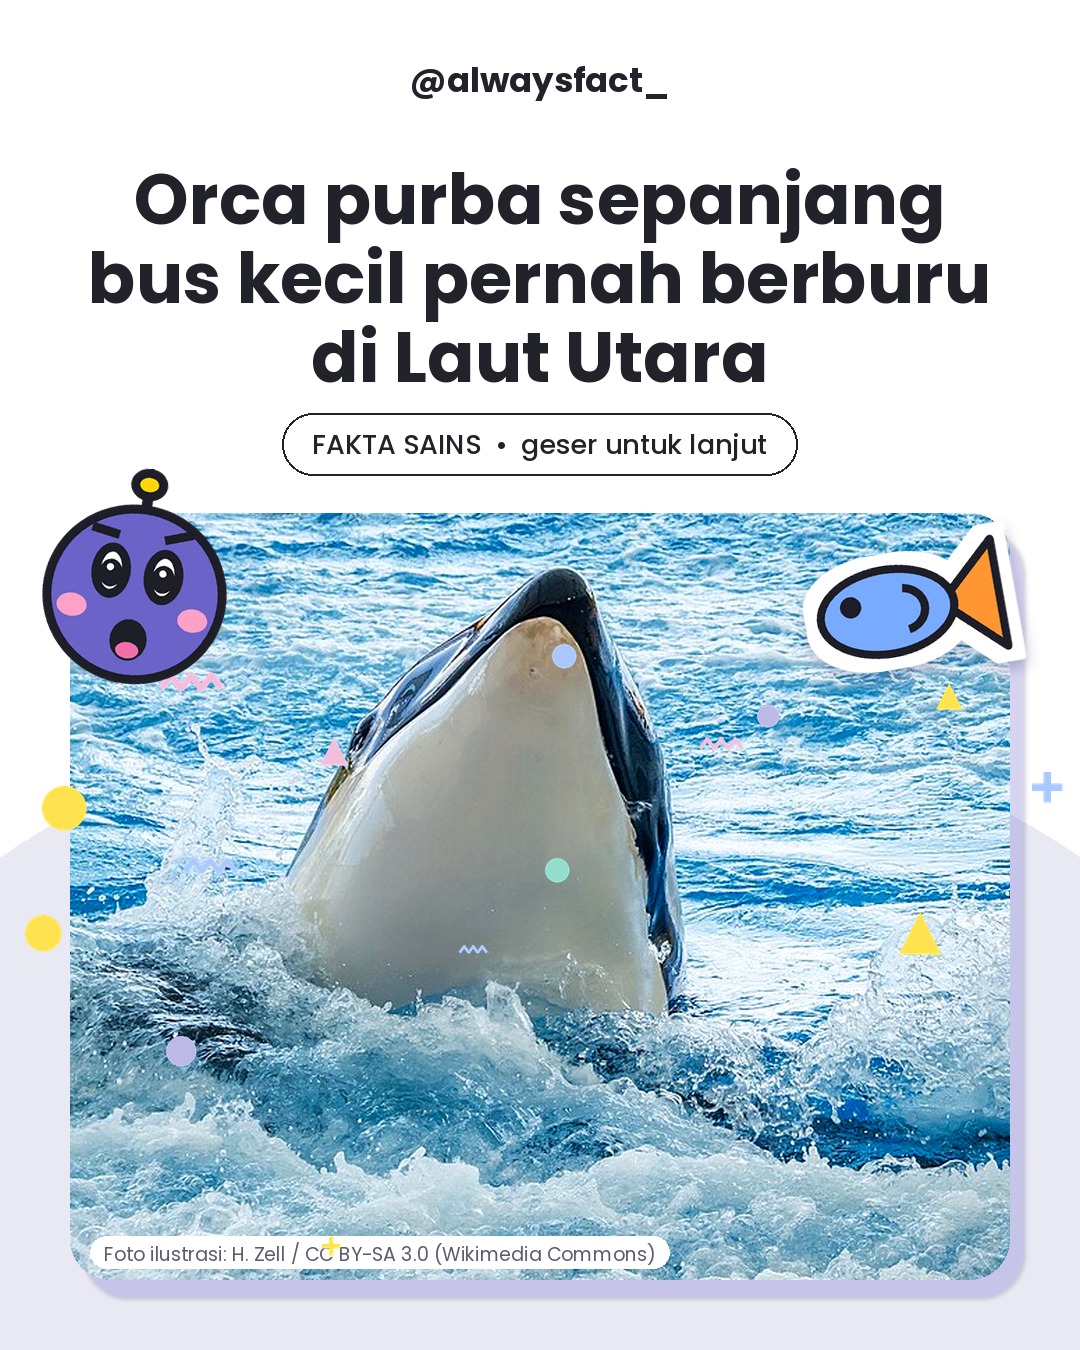 @alwaysfact_
Orca purba sepanjang
bus kecil pernah berburu
di Laut Utara
FAKTA SAINS • geser untuk lanjut
Foto ilustrasi: H. Zell / CC BY-SA 3.0 (Wikimedia Commons)